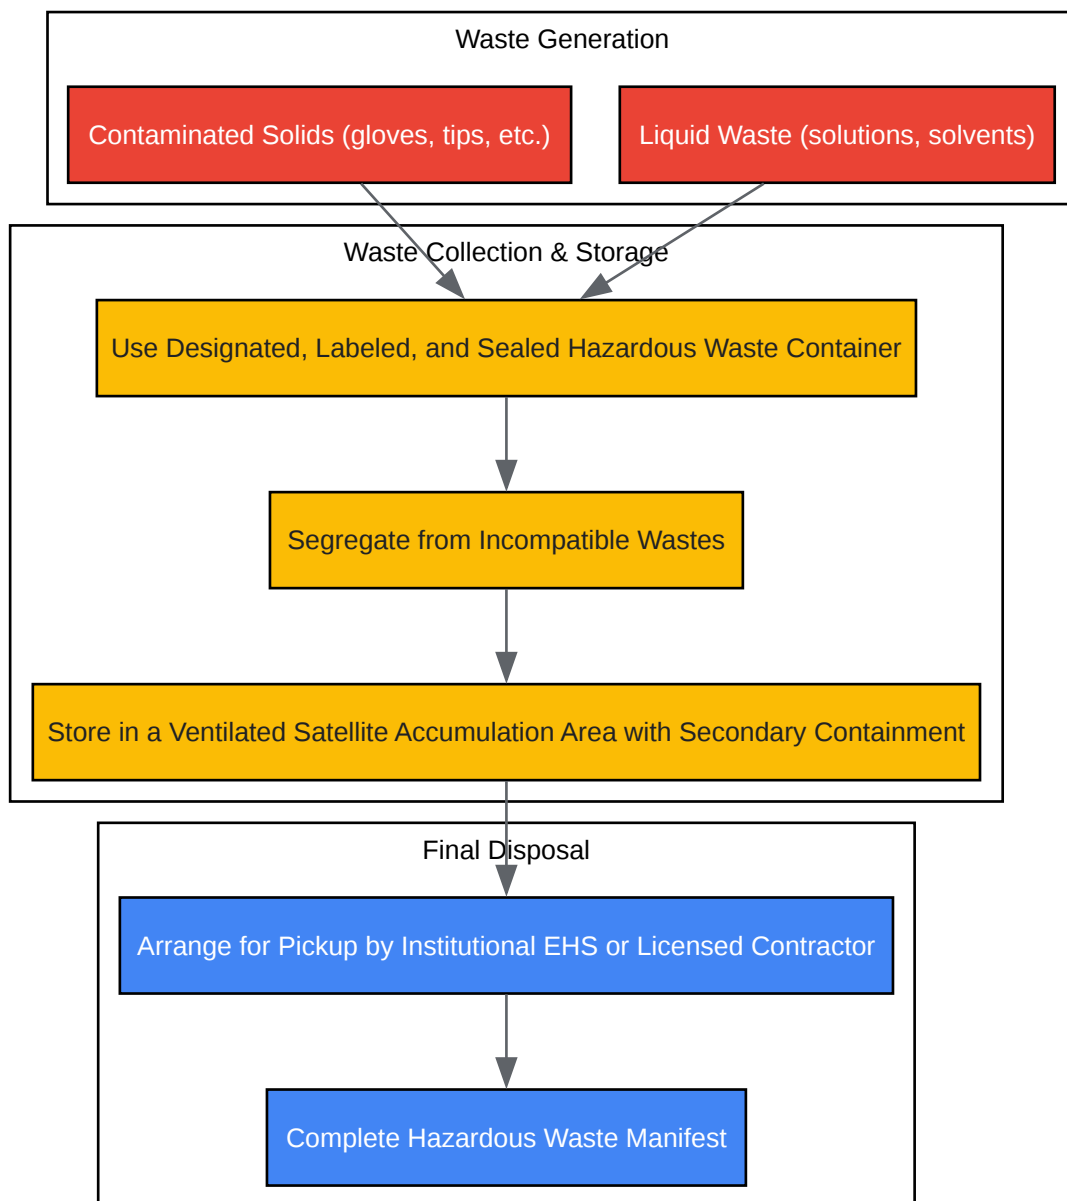 Waste Generation
Contaminated Solids (gloves, tips, etc.)
Liquid Waste (solutions, solvents)
Waste Collection & Storage
Use Designated, Labeled, and Sealed Hazardous Waste Container
Segregate from Incompatible Wastes
Store in a Ventilated Satellite Accumulation Area with Secondary Containment
Final Disposal
Arrange for Pickup by Institutional EHS or Licensed Contractor
Complete Hazardous Waste Manifest